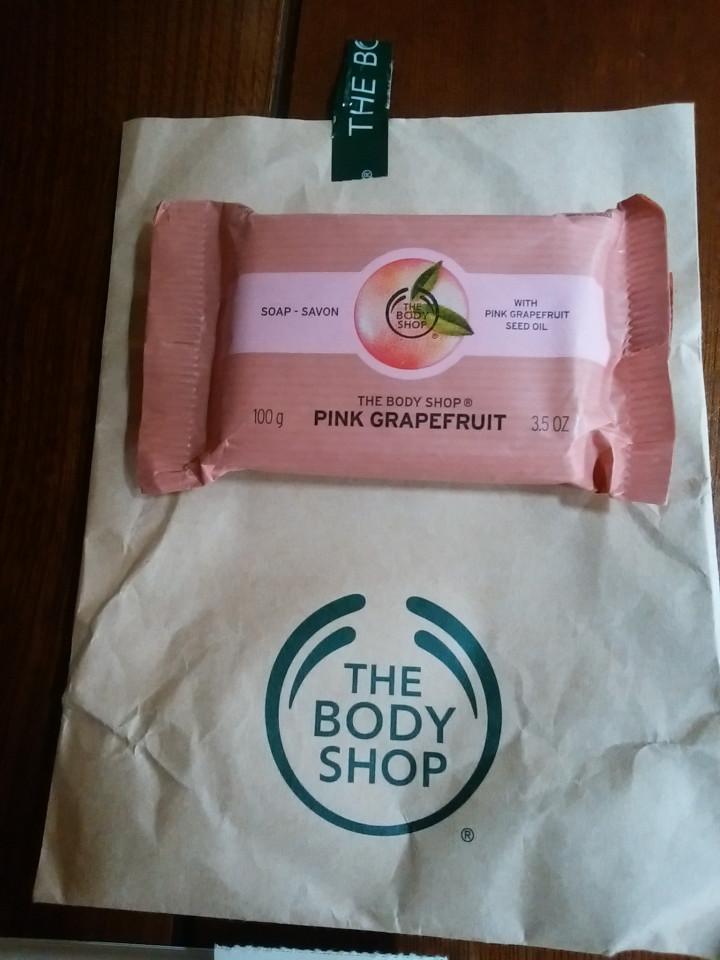 THE BO
®
SOAP - SAVON
THE
BODY
SHOP
®
WITH
PINK GRAPEFRUIT
SEED OIL
THE BODY SHOP®
100 g
PINK GRAPEFRUIT
3.5 OZ
THE
BODY
SHOP
®